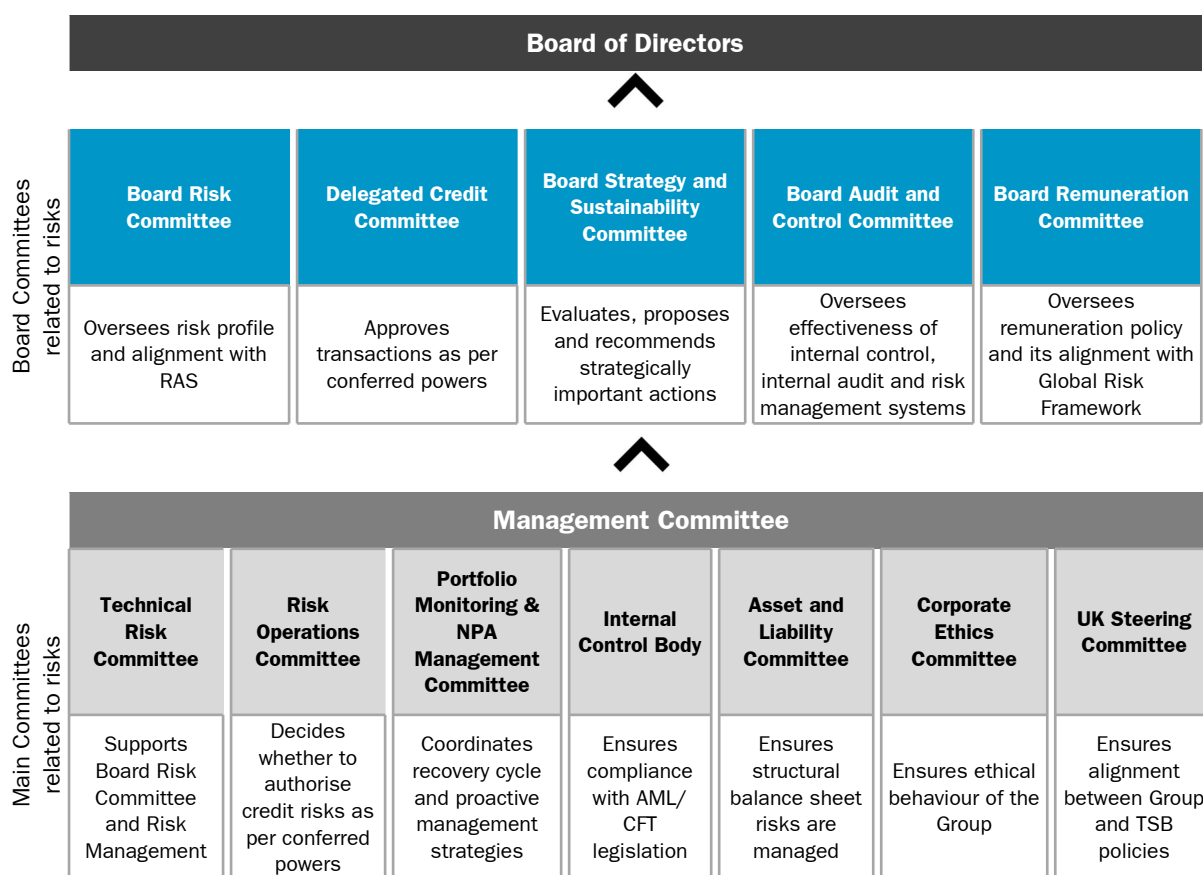 Board of Directors
Board Committees
related to risks
Board Risk
Committee
Delegated Credit
Committee
Board Strategy and
Sustainability
Committee
Board Audit and
Control Committee
Board Remuneration
Committee
Oversees risk profile
and alignment with
RAS
Approves
transactions as per
conferred powers
Evaluates, proposes
and recommends
strategically
important actions
Oversees
effectiveness of
internal control,
internal audit and risk
management systems
Oversees
remuneration policy
and its alignment with
Global Risk
Framework
Management Committee
Main Committees
related to risks
Technical
Risk
Committee
Risk
Operations
Committee
Portfolio
Monitoring &
NPA
Management
Committee
Internal
Control Body
Asset and
Liability
Committee
Corporate
Ethics
Committee
UK Steering
Committee
Supports
Board Risk
Committee
and Risk
Management
Decides
whether to
authorise
credit risks as
per conferred
powers
Coordinates
recovery cycle
and proactive
management
strategies
Ensures
compliance
with AML/
CFT
legislation
Ensures
structural
balance sheet
risks are
managed
Ensures ethical
behaviour of the
Group
Ensures
alignment
between Group
and TSB
policies